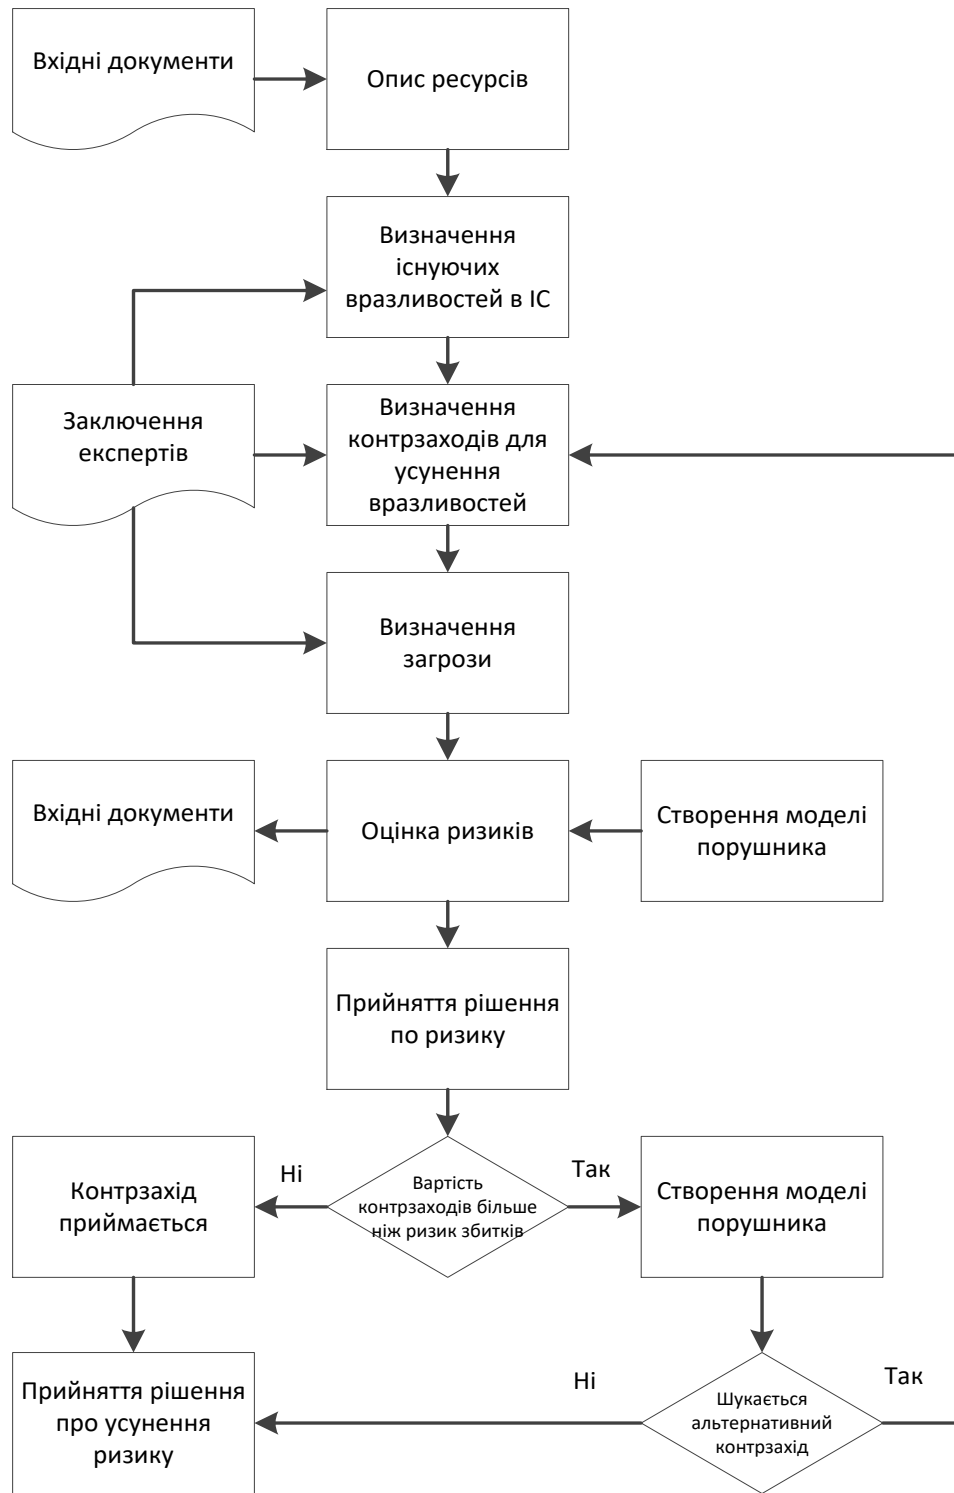 Вхідні документи
Опис ресурсів
Визначення
існуючих
вразливостей в ІС
Заключення
експертів
Визначення
контрзаходів для
усунення
вразливостей
Визначення
загрози
Вхідні документи
Оцінка ризиків
Створення моделі
порушника
Прийняття рішення
по ризику
Контрзахід
приймається
Ні
Вартість
контрзаходів більше
ніж ризик збитків
Так
Створення моделі
порушника
Прийняття рішення
про усунення
ризику
Ні
Шукається
альтернативний
контрзахід
Так